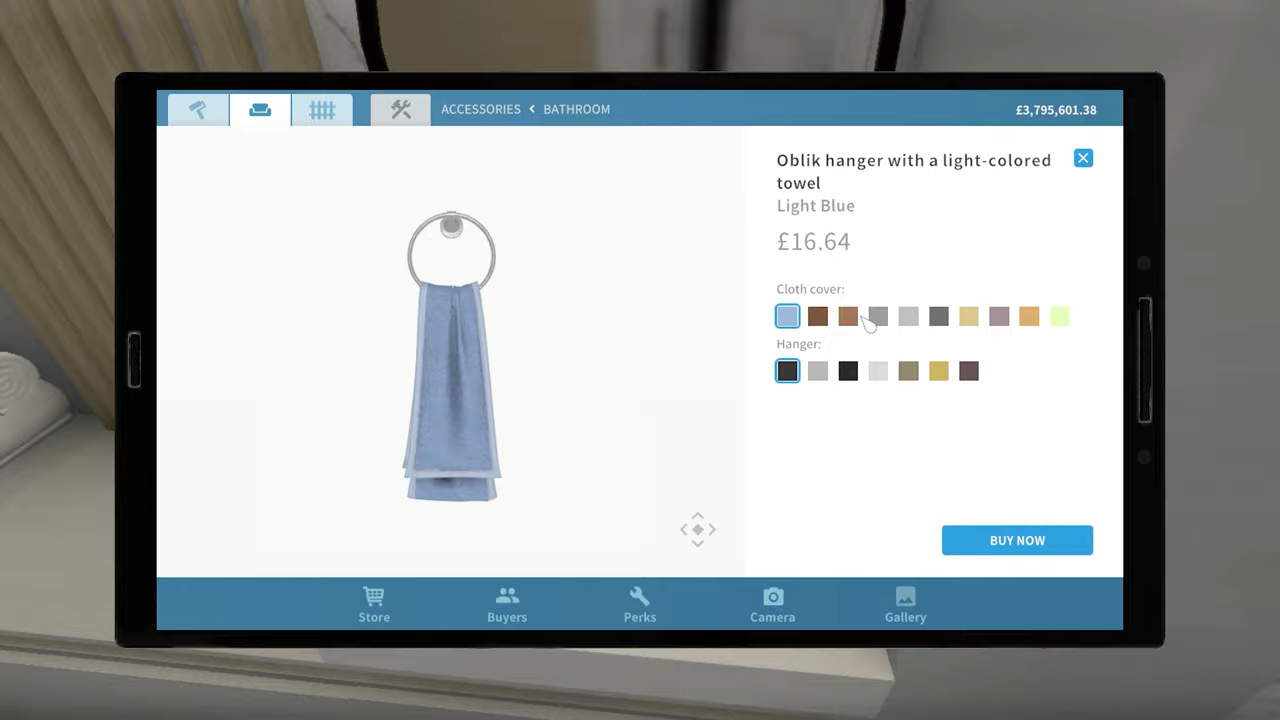 ACCESSORIES < BATHROOM
£3,795,601.38
Oblik hanger with a light-colored
towel
Light Blue
£16.64
Cloth cover:
Hanger:
BUY NOW
Store
Buyers
Perks
Camera
Gallery